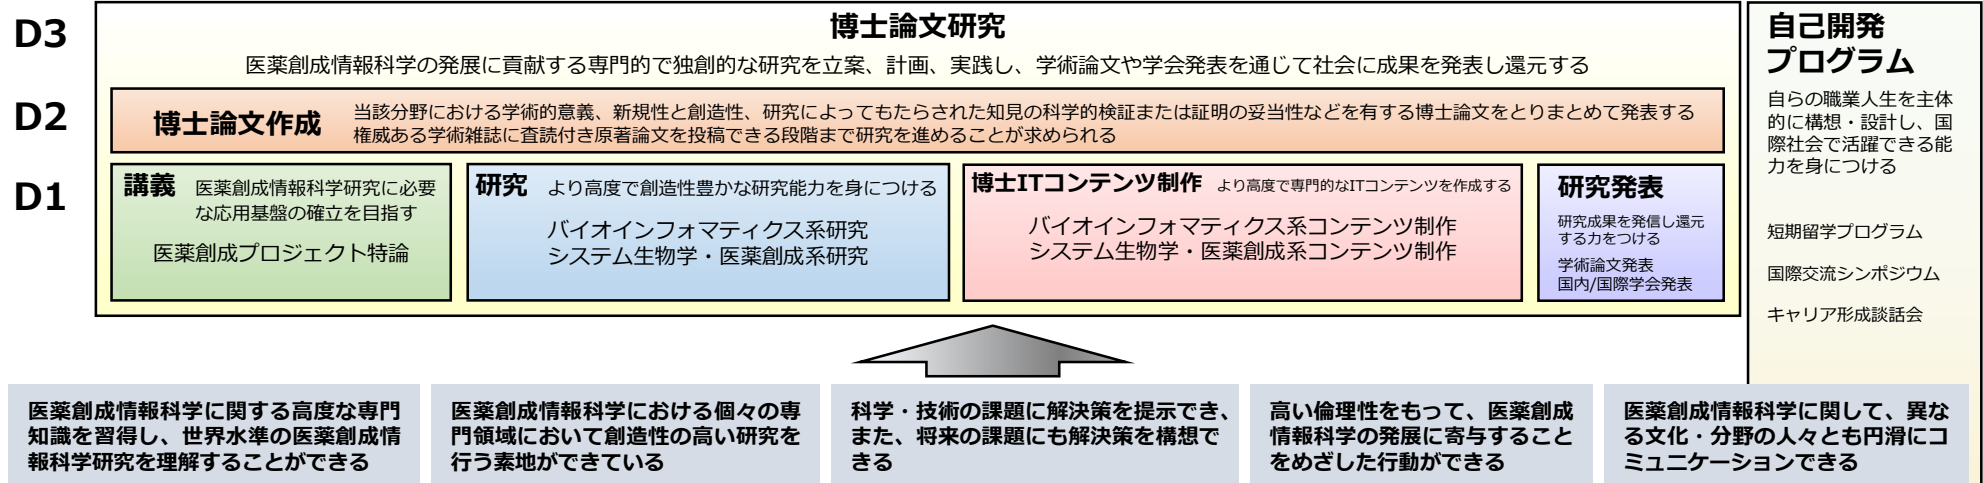 D3
博士論文研究
医薬創成情報科学の発展に貢献する専門的で独創的な研究を立案、計画、実践し、学術論文や学会発表を通じて社会に成果を発表し還元する
D2
博士論文作成
当該分野における学術的意義、新規性と創造性、研究によってもたらされた知見の科学的検証または証明の妥当性などを有する博士論文をとりまとめて発表する
権威ある学術雑誌に査読付き原著論文を投稿できる段階まで研究を進めることが求められる
D1
講義
医薬創成情報科学研究に必要
な応用基盤の確立を目指す
医薬創成プロジェクト特論
研究
より高度で創造性豊かな研究能力を身につける
バイオインフォマティクス系研究
システム生物学・医薬創成系研究
博士ITコンテンツ制作
より高度で専門的なITコンテンツを作成する
バイオインフォマティクス系コンテンツ制作
システム生物学・医薬創成系コンテンツ制作
研究発表
研究成果を発信し還元
する力をつける
学術論文発表
国内/国際学会発表
自己開発
プログラム
自らの職業人生を主体
的に構想・設計し、国
際社会で活躍できる能
力を身につける
短期留学プログラム
国際交流シンポジウム
キャリア形成談話会
医薬創成情報科学に関する高度な専門
知識を習得し、世界水準の医薬創成情
報科学研究を理解することができる
医薬創成情報科学における個々の専
門領域において創造性の高い研究を
行う素地ができている
科学・技術の課題に解決策を提示でき、
また、将来の課題にも解決策を構想で
きる
高い倫理性をもって、医薬創成
情報科学の発展に寄与すること
をめざした行動ができる
医薬創成情報科学に関して、異な
る文化・分野の人々とも円滑にコ
ミュニケーションできる